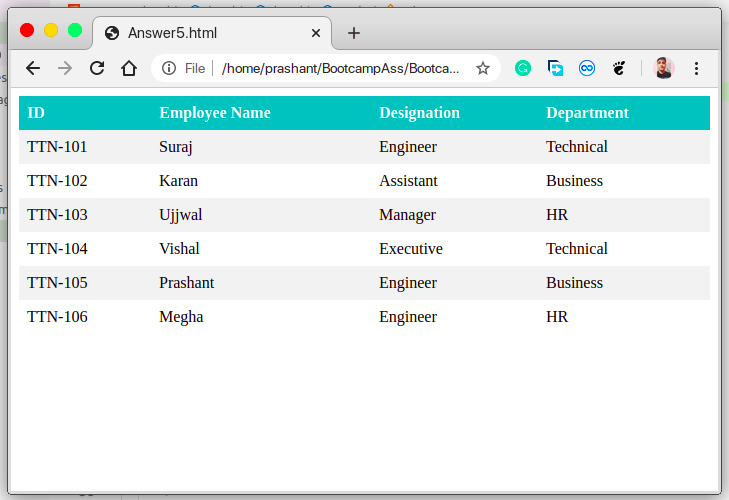 Answer5.html
File | /home/prashant/BootcampAss/Bootca...
ID Employee Name Designation Department
TTN-101 Suraj Engineer Technical
TTN-102 Karan Assistant Business
TTN-103 Ujjwal Manager HR
TTN-104 Vishal Executive Technical
TTN-105 Prashant Engineer Business
TTN-106 Megha Engineer HR